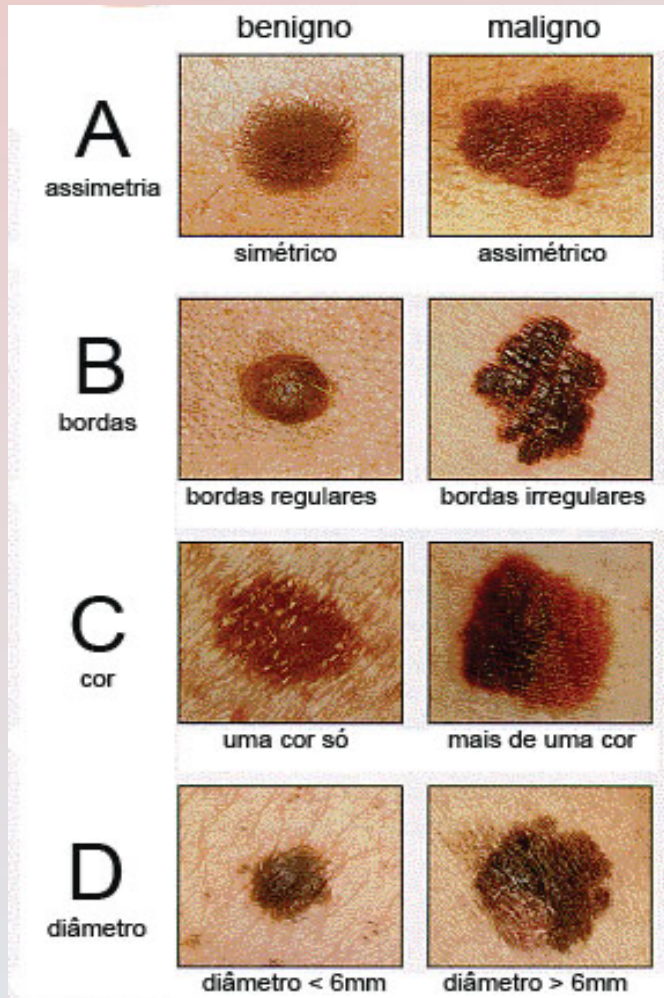 benigno maligno
A
assimetria
simétrico assimétrico
B
bordas
bordas regulares bordas irregulares
C
cor
uma cor só mais de uma cor
D
diâmetro
diâmetro < 6mm diâmetro > 6mm